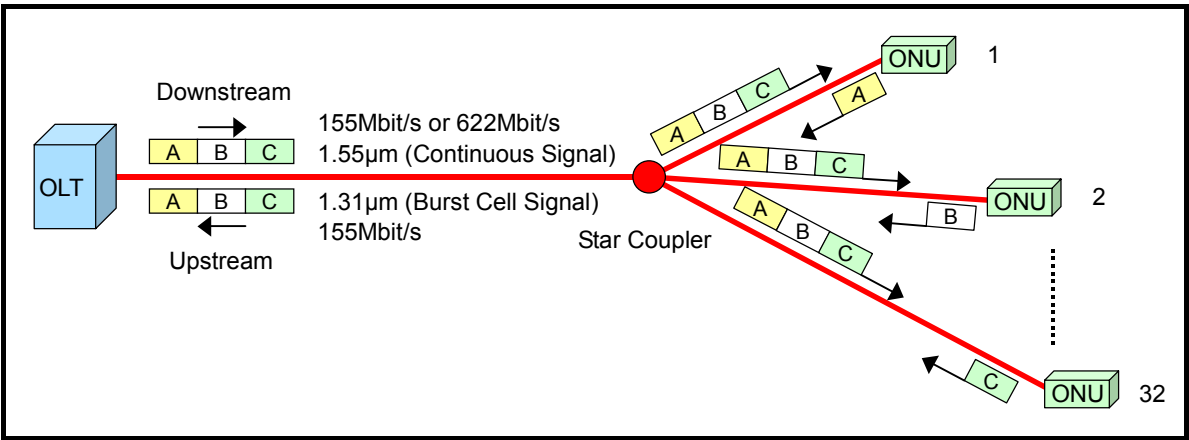 Downstream
A B C
155Mbit/s or 622Mbit/s
1.55µm (Continuous Signal)
OLT
A B C
1.31µm (Burst Cell Signal)
155Mbit/s
Upstream
Star Coupler
A B C
A
ONU 1
A B C
B
ONU 2
A B C
C
ONU 32